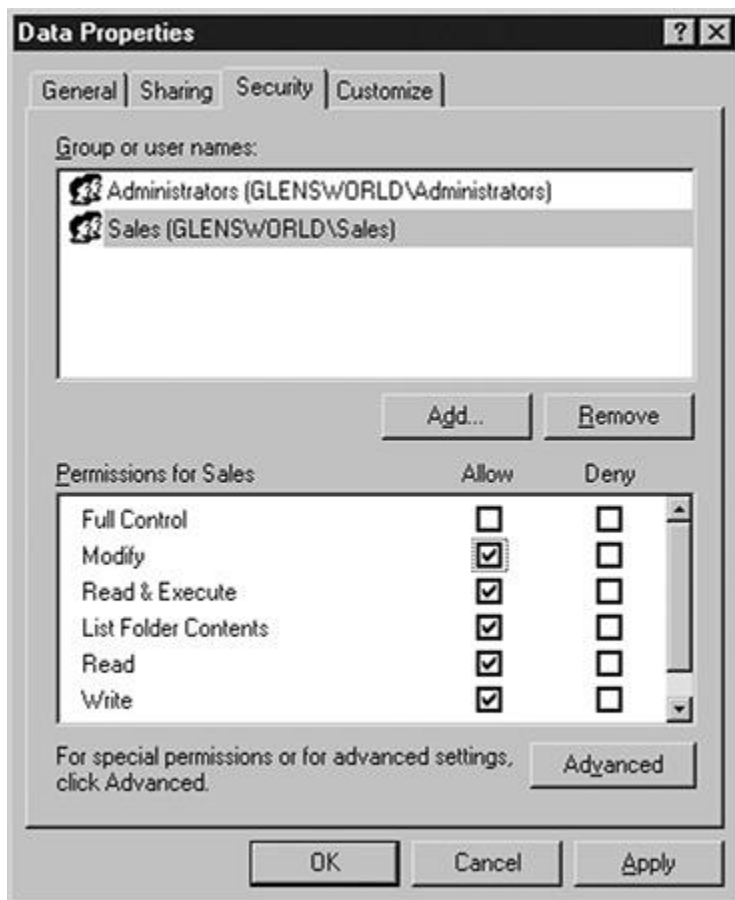 Data Properties
General Sharing Security Customize
Group or user names:
Administrators (GLENSWORLD\Administrators)
Sales (GLENSWORLD\Sales)
Add... Remove
Permissions for Sales Allow Deny
Full Control
Modify
Read & Execute
List Folder Contents
Read
Write
For special permissions or for advanced settings,
click Advanced.
Advanced
OK Cancel Apply